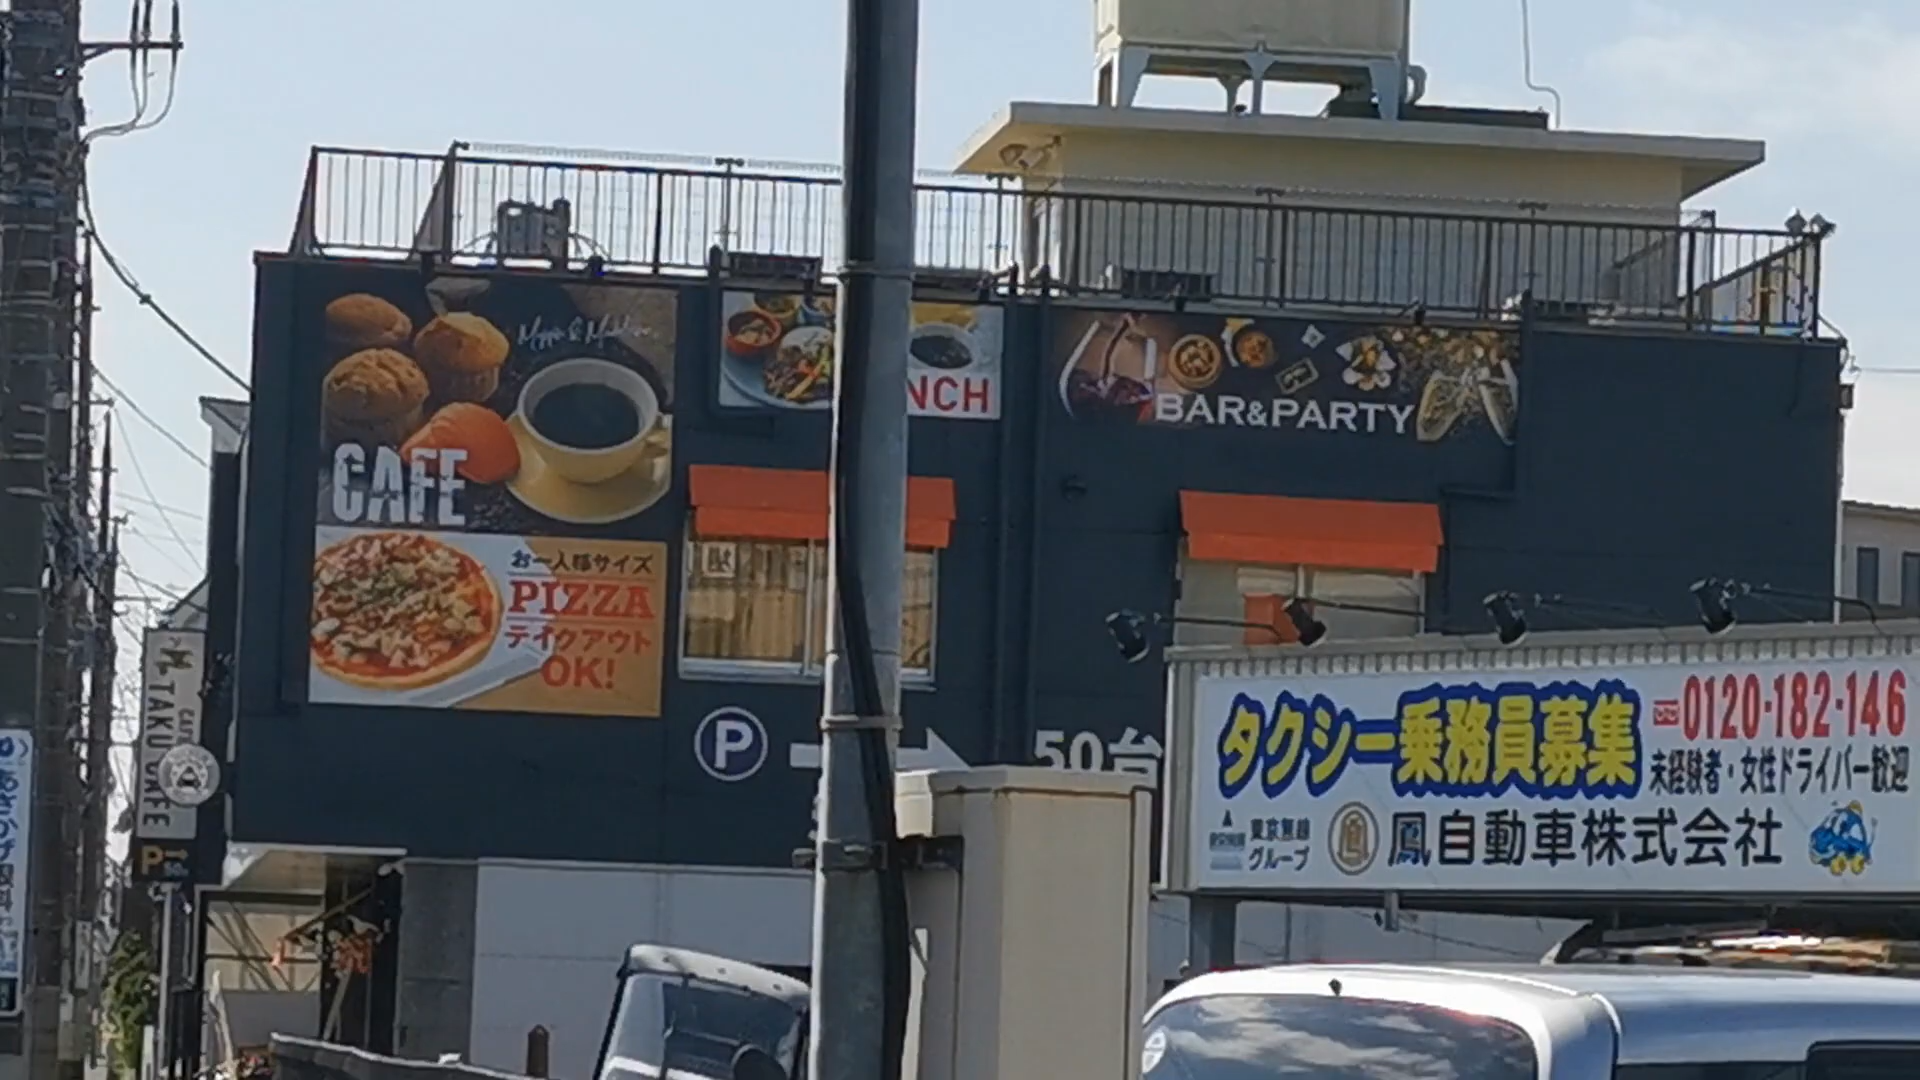 CAFE
お一人様サイズ
PIZZA
テイクアウト
OK!
NCH
BAR&PARTY
P
50台
TAKU CAFE
P
タクシー乗務員募集
0120-182-146
未経験者・女性ドライバー歓迎
東京無線
グループ
鳳自動車株式会社